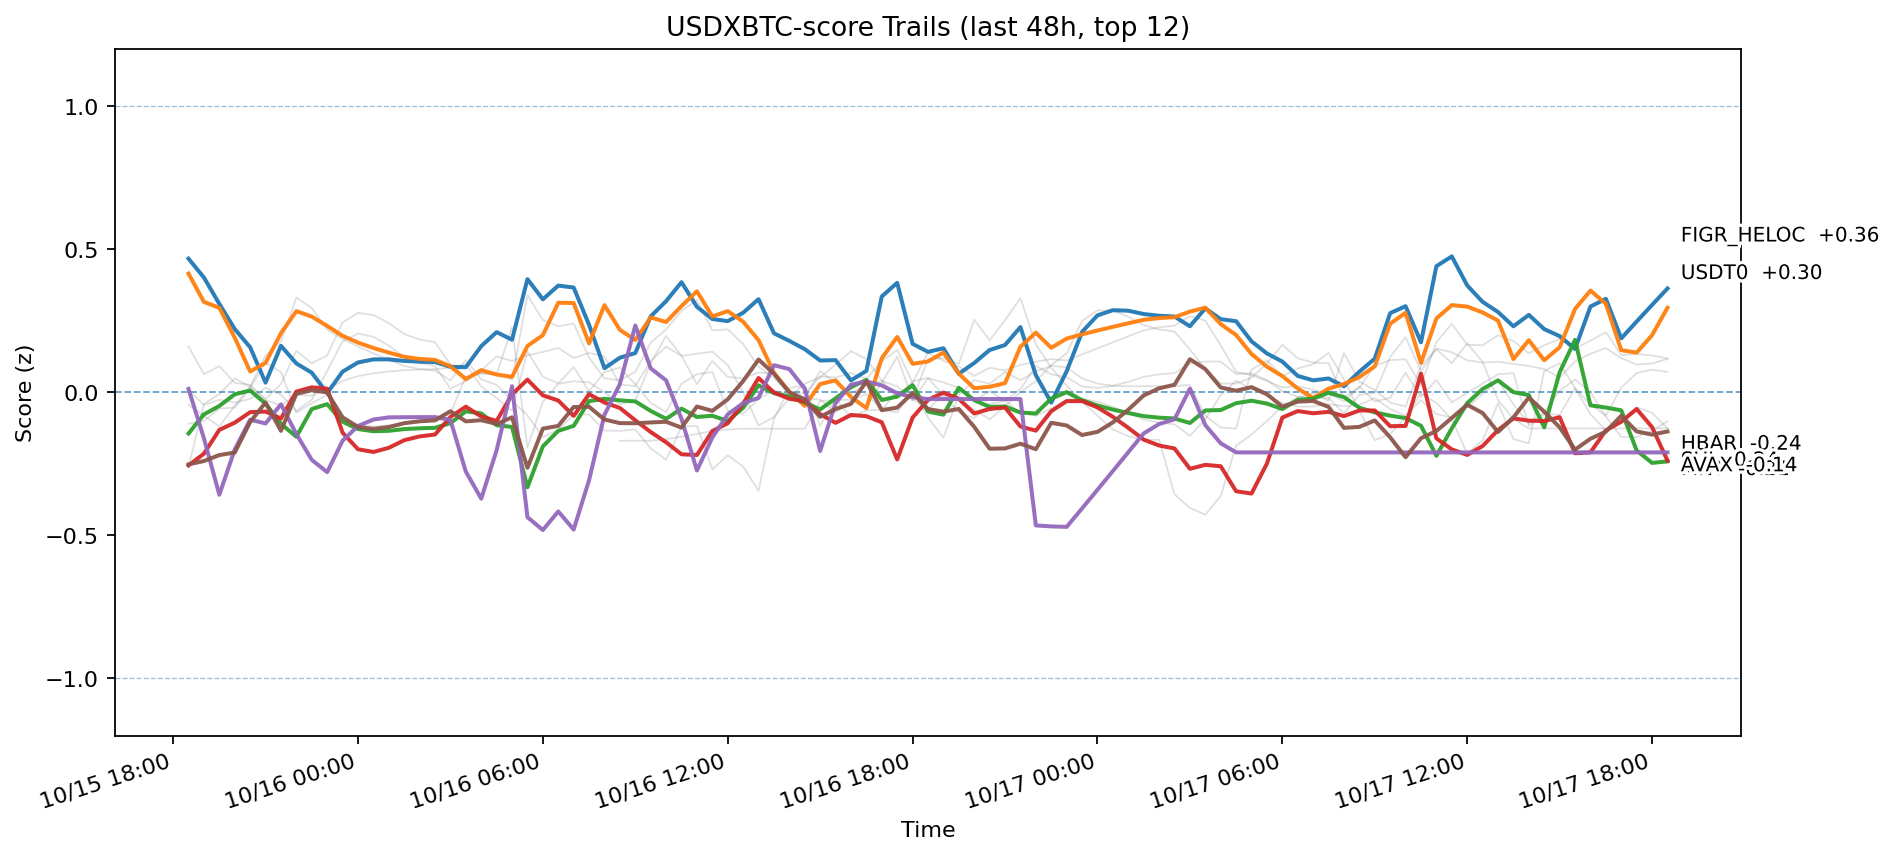 USDXBTC-score Trails (last 48h, top 12)
Score (z)
1.0
0.5
0.0
−0.5
−1.0
FIGR_HELOC +0.36
USDT0 +0.30
HBAR -0.24
AVAX -0.14
10/15 18:00
10/16 00:00
10/16 06:00
10/16 12:00
10/16 18:00
10/17 00:00
10/17 06:00
10/17 12:00
10/17 18:00
Time